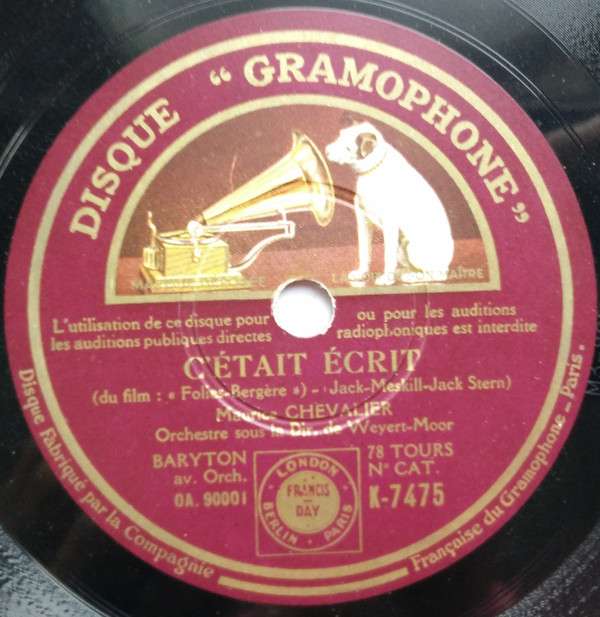 DISQUE “GRAMOPHONE”
L'utilisation de ce disque pour ou pour les auditions
les auditions publiques directes radiophoniques est interdite
C'ÉTAIT ÉCRIT
(du film : « Folies-Bergère ») - (Jack-Meskill-Jack Stern)
Maurice CHEVALIER
Orchestre sous la Dir. de Weyert-Moor
BARYTON
av. Orch.
OA. 90001
78 TOURS
No CAT.
K-7475
LONDON
FRANCIS
DAY
BERLIN • PARIS
Disque Fabriqué par la Compagnie Française du Gramophone - Paris.